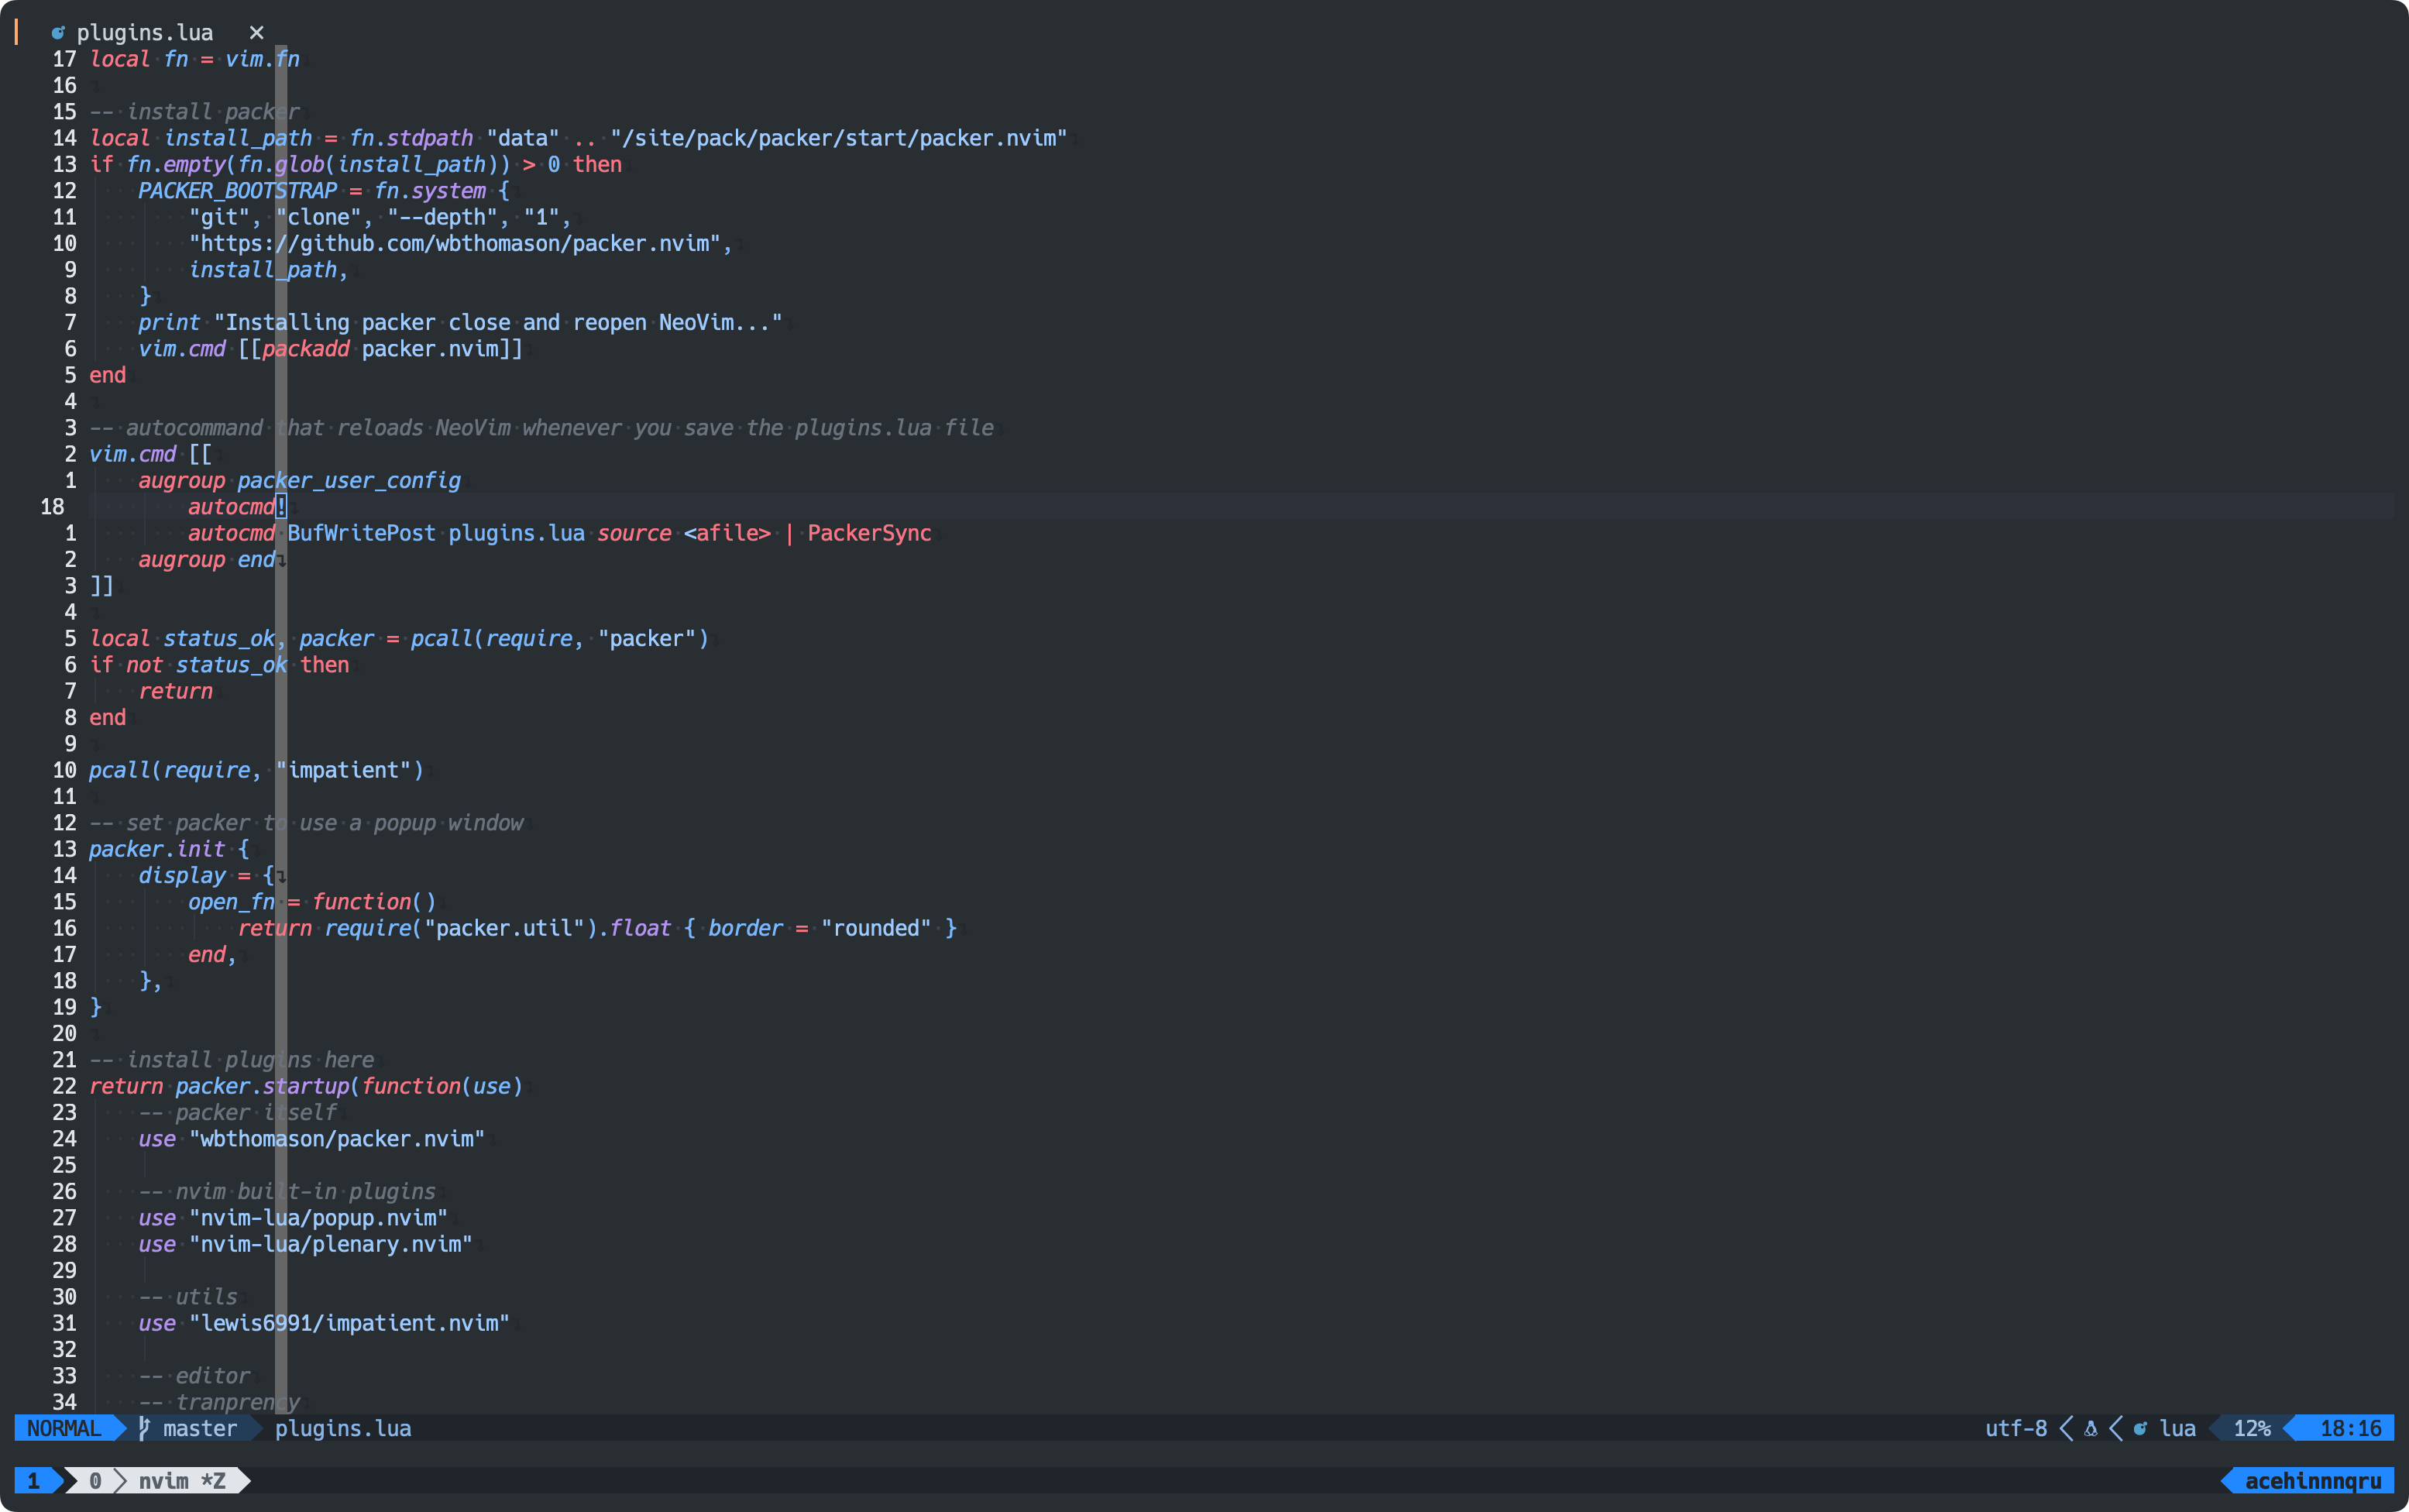 plugins.lua ✕
17 local fn = vim.fn
16
15 -- install packer
14 local install_path = fn.stdpath "data" .. "/site/pack/packer/start/packer.nvim"
13 if fn.empty(fn.glob(install_path)) > 0 then
12     PACKER_BOOTSTRAP = fn.system {
11         "git", "clone", "--depth", "1",
10         "https://github.com/wbthomason/packer.nvim",
9         install_path,
8     }
7     print "Installing packer close and reopen NeoVim..."
6     vim.cmd [[packadd packer.nvim]]
5 end
4
3 -- autocommand that reloads NeoVim whenever you save the plugins.lua file
2 vim.cmd [[
1     augroup packer_user_config
18         autocmd!
1         autocmd BufWritePost plugins.lua source <afile> | PackerSync
2     augroup end
3 ]]
4
5 local status_ok, packer = pcall(require, "packer")
6 if not status_ok then
7     return
8 end
9
10 pcall(require, "impatient")
11
12 -- set packer to use a popup window
13 packer.init {
14     display = {
15         open_fn = function()
16             return require("packer.util").float { border = "rounded" }
17         end,
18     },
19 }
20
21 -- install plugins here
22 return packer.startup(function(use)
23     -- packer itself
24     use "wbthomason/packer.nvim"
25
26     -- nvim built-in plugins
27     use "nvim-lua/popup.nvim"
28     use "nvim-lua/plenary.nvim"
29
30     -- utils
31     use "lewis6991/impatient.nvim"
32
33     -- editor
34     -- tranprency
NORMAL master plugins.lua utf-8 lua 12% 18:16
1 0 nvim *Z acehinnnqru